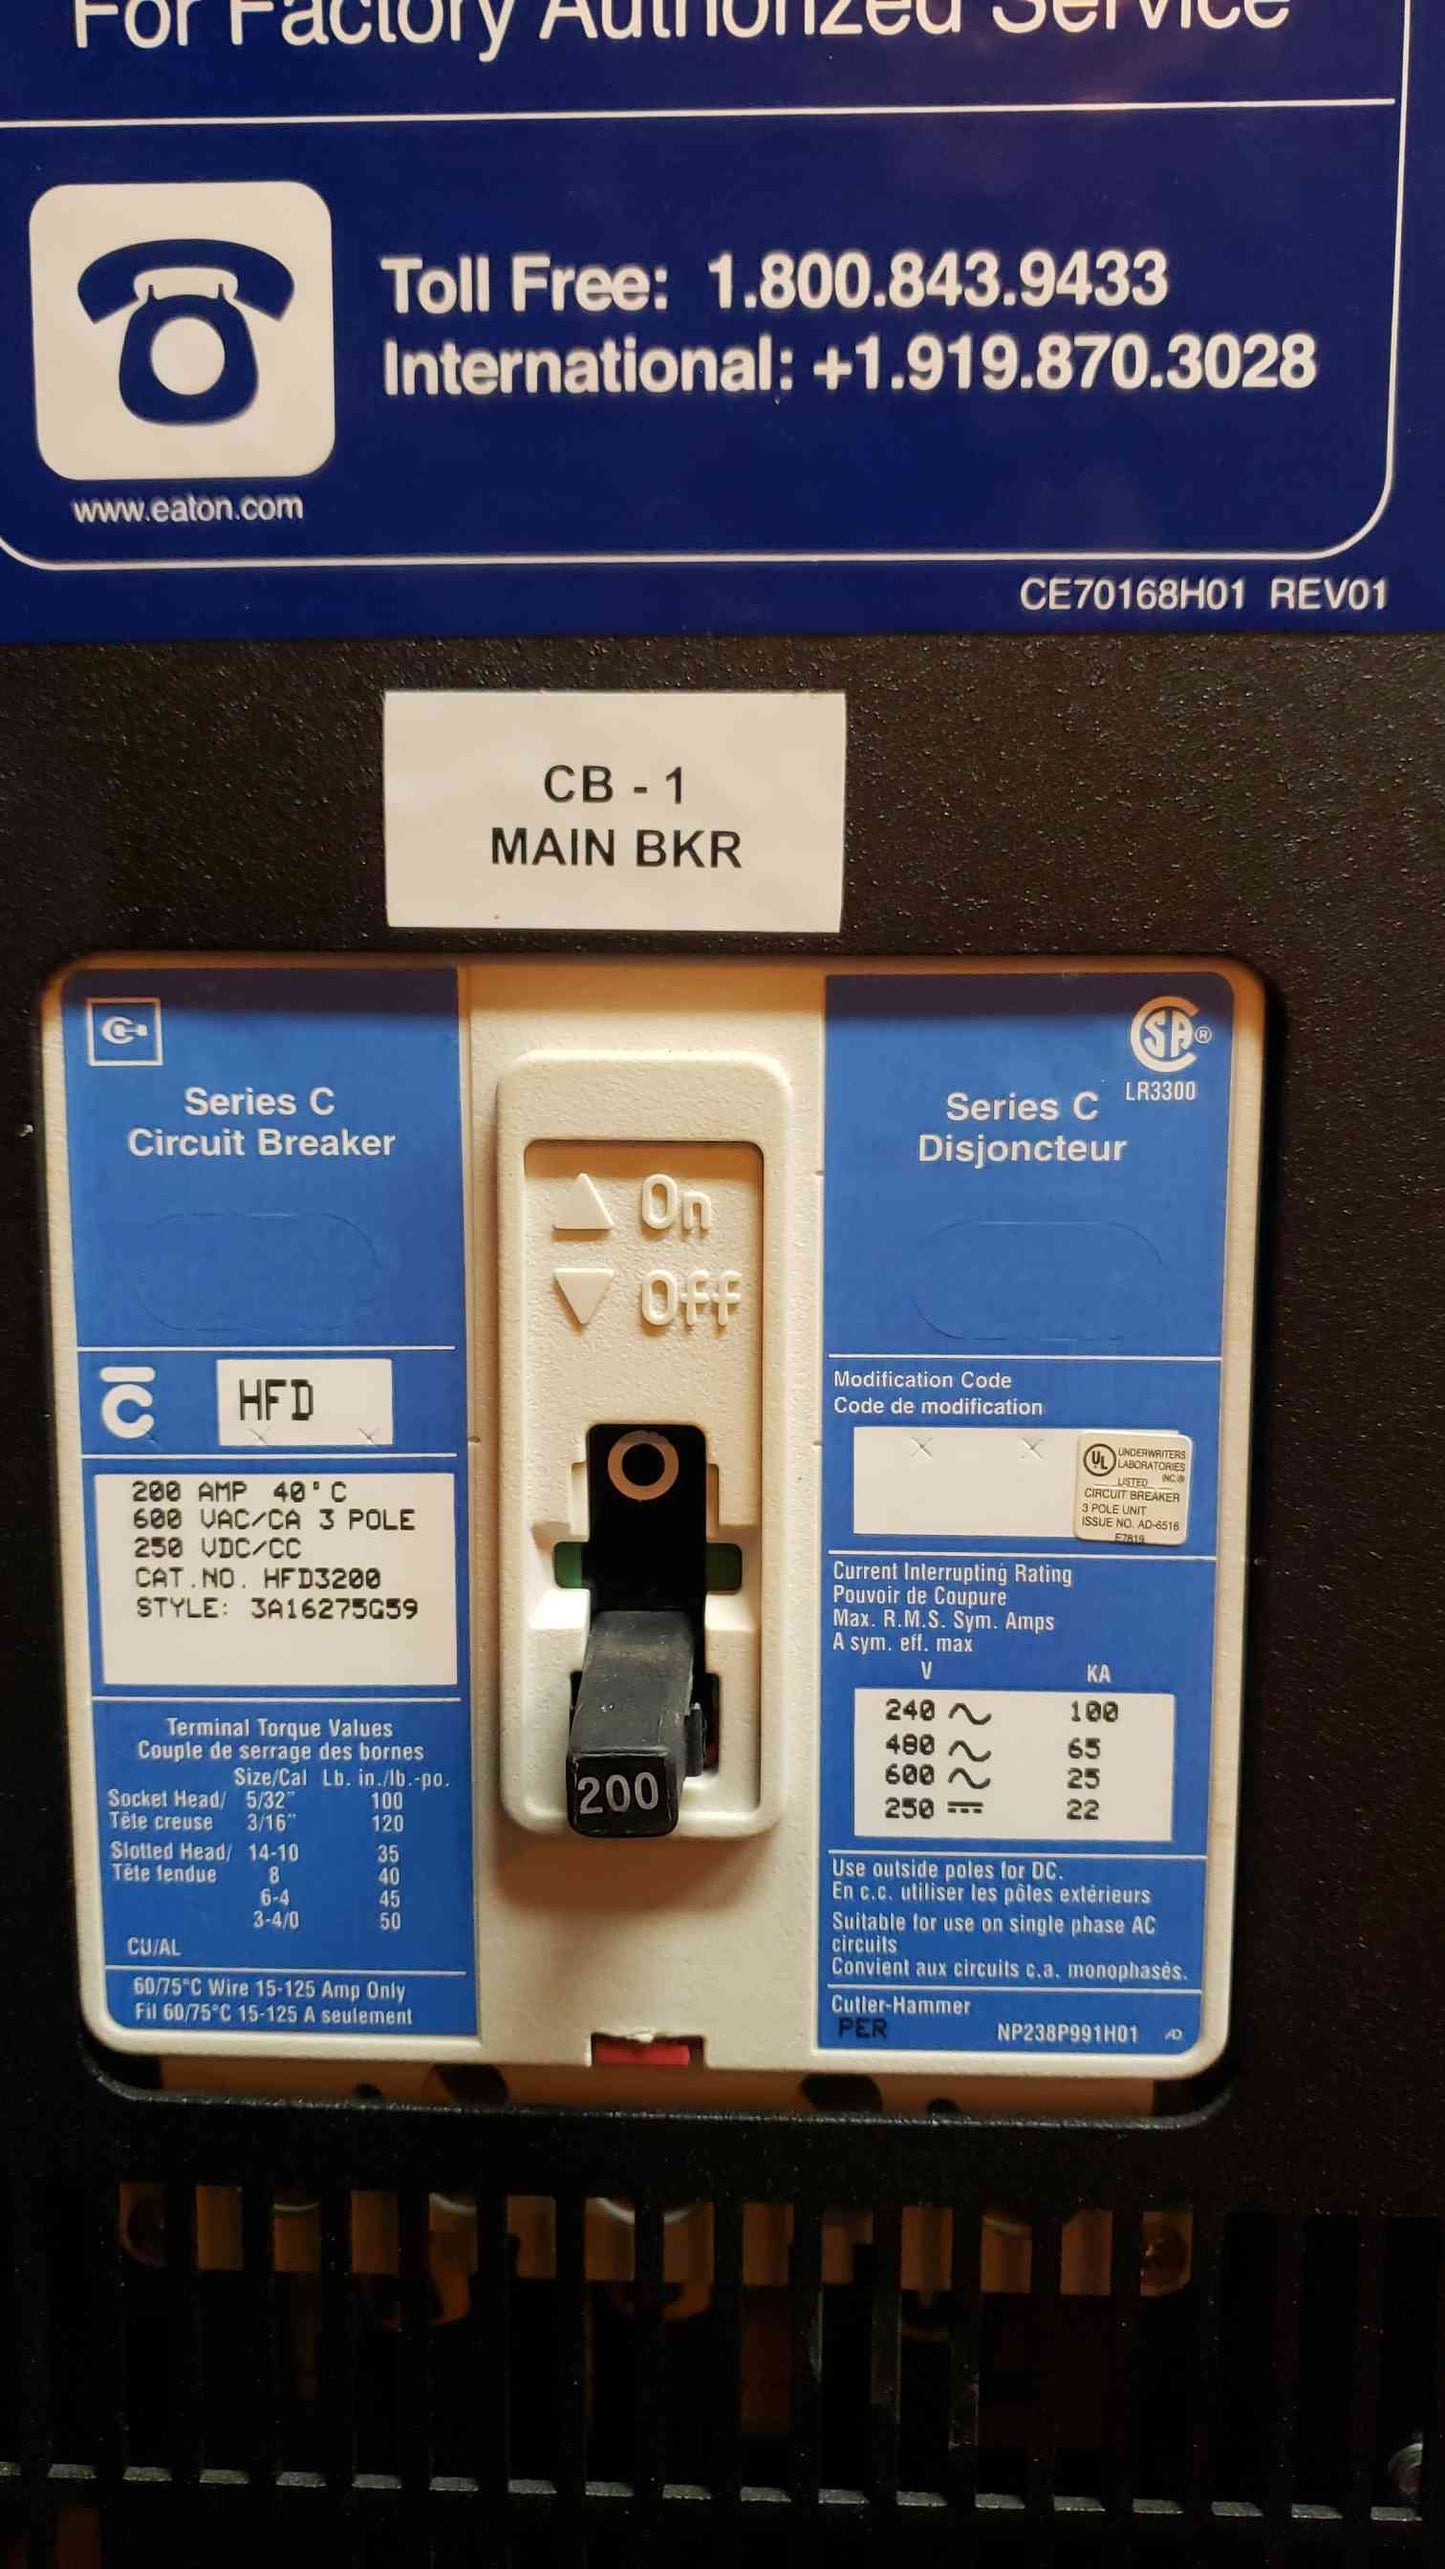 For Factory Authorized Service
Toll Free: 1.800.843.9433
International: +1.919.870.3028
www.eaton.com
CE70168H01 REV01
CB - 1
MAIN BKR
Series C
Circuit Breaker
HFD
200 AMP 40°C
600 VAC/CA 3 POLE
250 VDC/CC
CAT.NO. HFD3200
STYLE: 3A16275G59
Terminal Torque Values
Couple de serrage des bornes
Size/Cal Lb. in./lb.-po.
Socket Head/ 5/32" 100
Tête creuse 3/16" 120
Slotted Head/ 14-10 35
Tête fendue 8 40
6-4 45
3-4/0 50
CU/AL
60/75°C Wire 15-125 Amp Only
Fil 60/75°C 15-125 A seulement
On
Off
200
SA®
LR3300
Series C
Disjoncteur
Modification Code
Code de modification
UL UNDERWRITERS
LABORATORIES
INC.®
LISTED
CIRCUIT BREAKER
3 POLE UNIT
ISSUE NO. AD-6516
E7819
Current Interrupting Rating
Pouvoir de Coupure
Max. R.M.S. Sym. Amps
A sym. eff. max
V KA
240 100
480 65
600 25
250 22
Use outside poles for DC.
En c.c. utiliser les pôles extérieurs
Suitable for use on single phase AC
circuits
Convient aux circuits c.a. monophasés.
Cutler-Hammer
PER
NP238P991H01